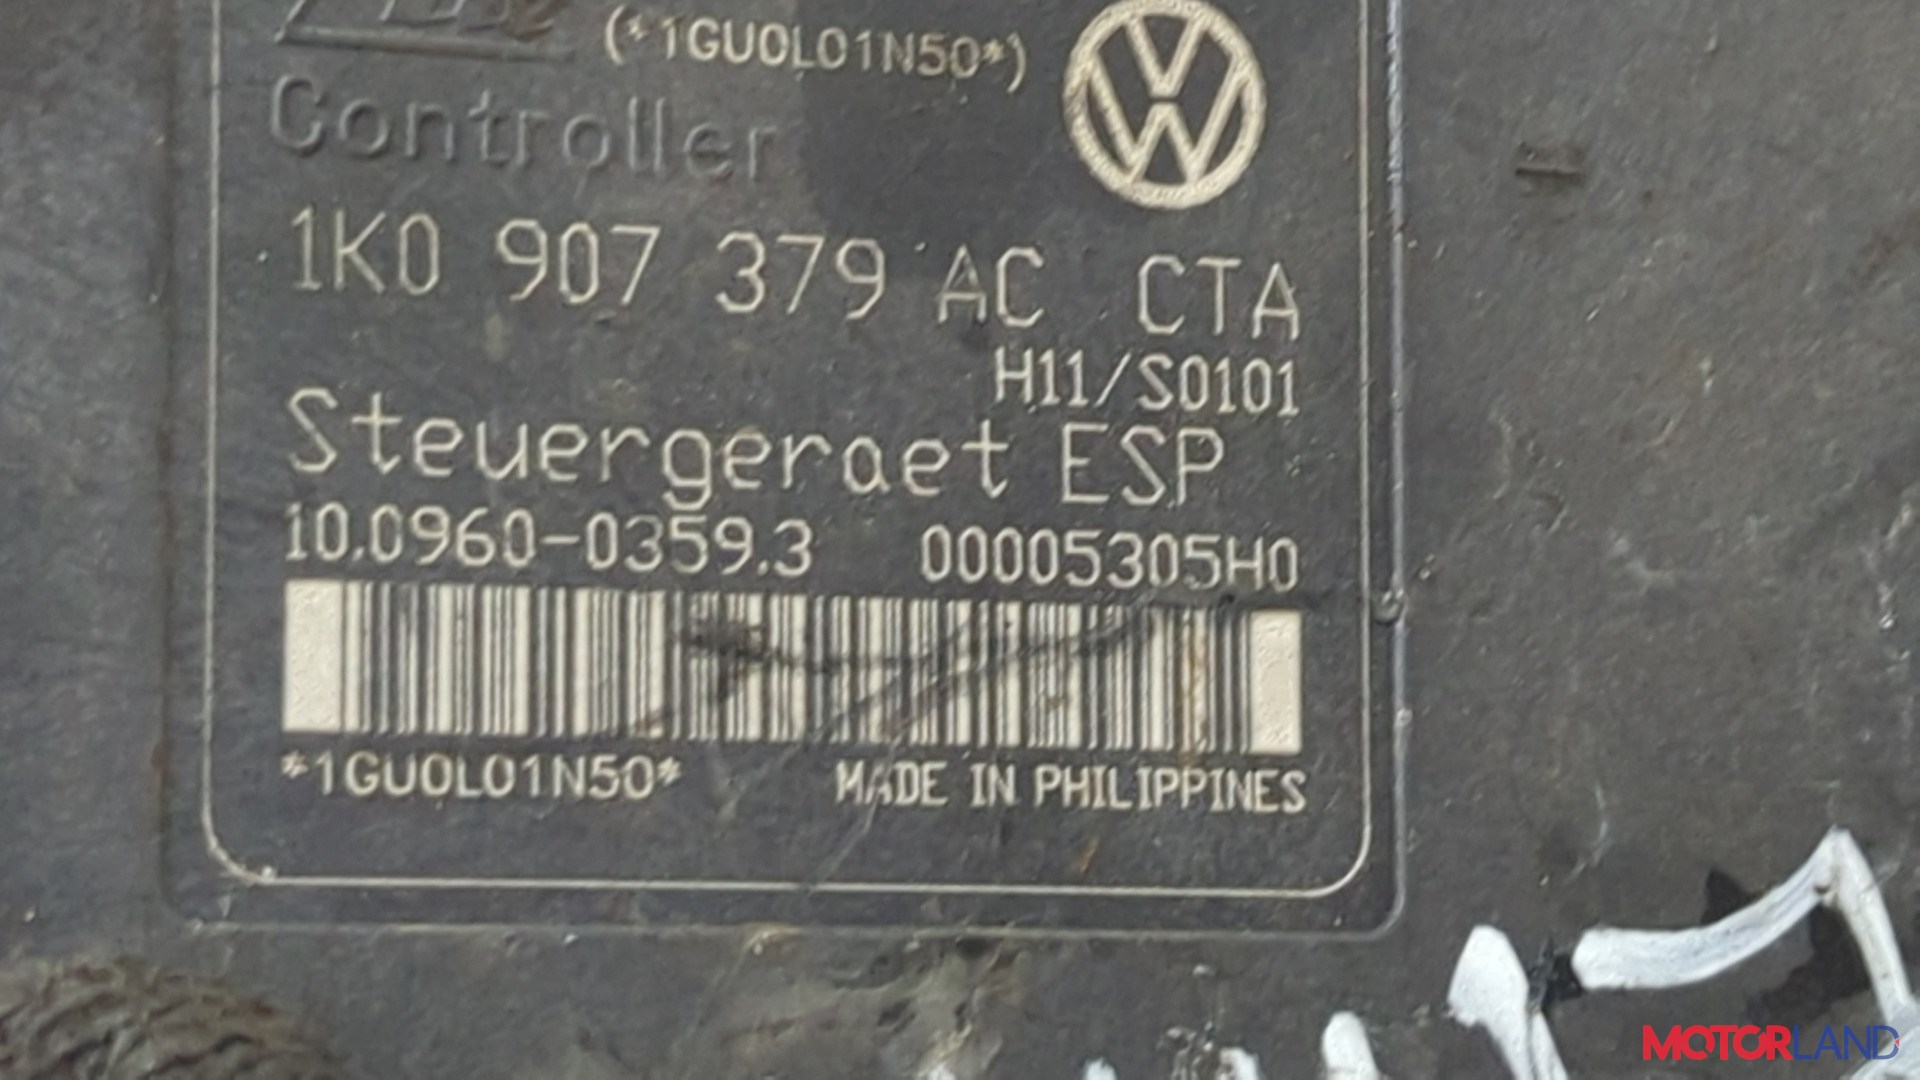 (*1GU0L01N50*)
Controller
1K0 907 379 AC CTA
H11/S0101
Steuergeraet ESP
10.0960-0359.3 00005305H0
*1GU0L01N50* MADE IN PHILIPPINES
MOTORLAND